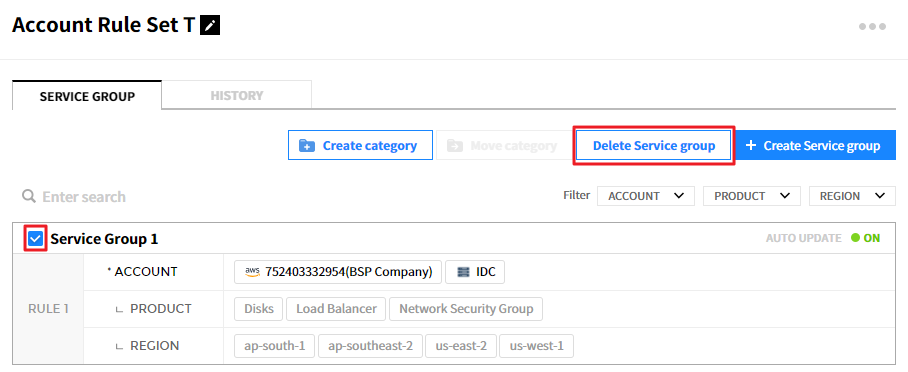 Account Rule Set T
SERVICE GROUP HISTORY
Create category Move category Delete Service group + Create Service group
Enter search Filter ACCOUNT PRODUCT REGION
Service Group 1 AUTO UPDATE ON
RULE 1
* ACCOUNT aws 752403332954(BSP Company) IDC
PRODUCT Disks Load Balancer Network Security Group
REGION ap-south-1 ap-southeast-2 us-east-2 us-west-1